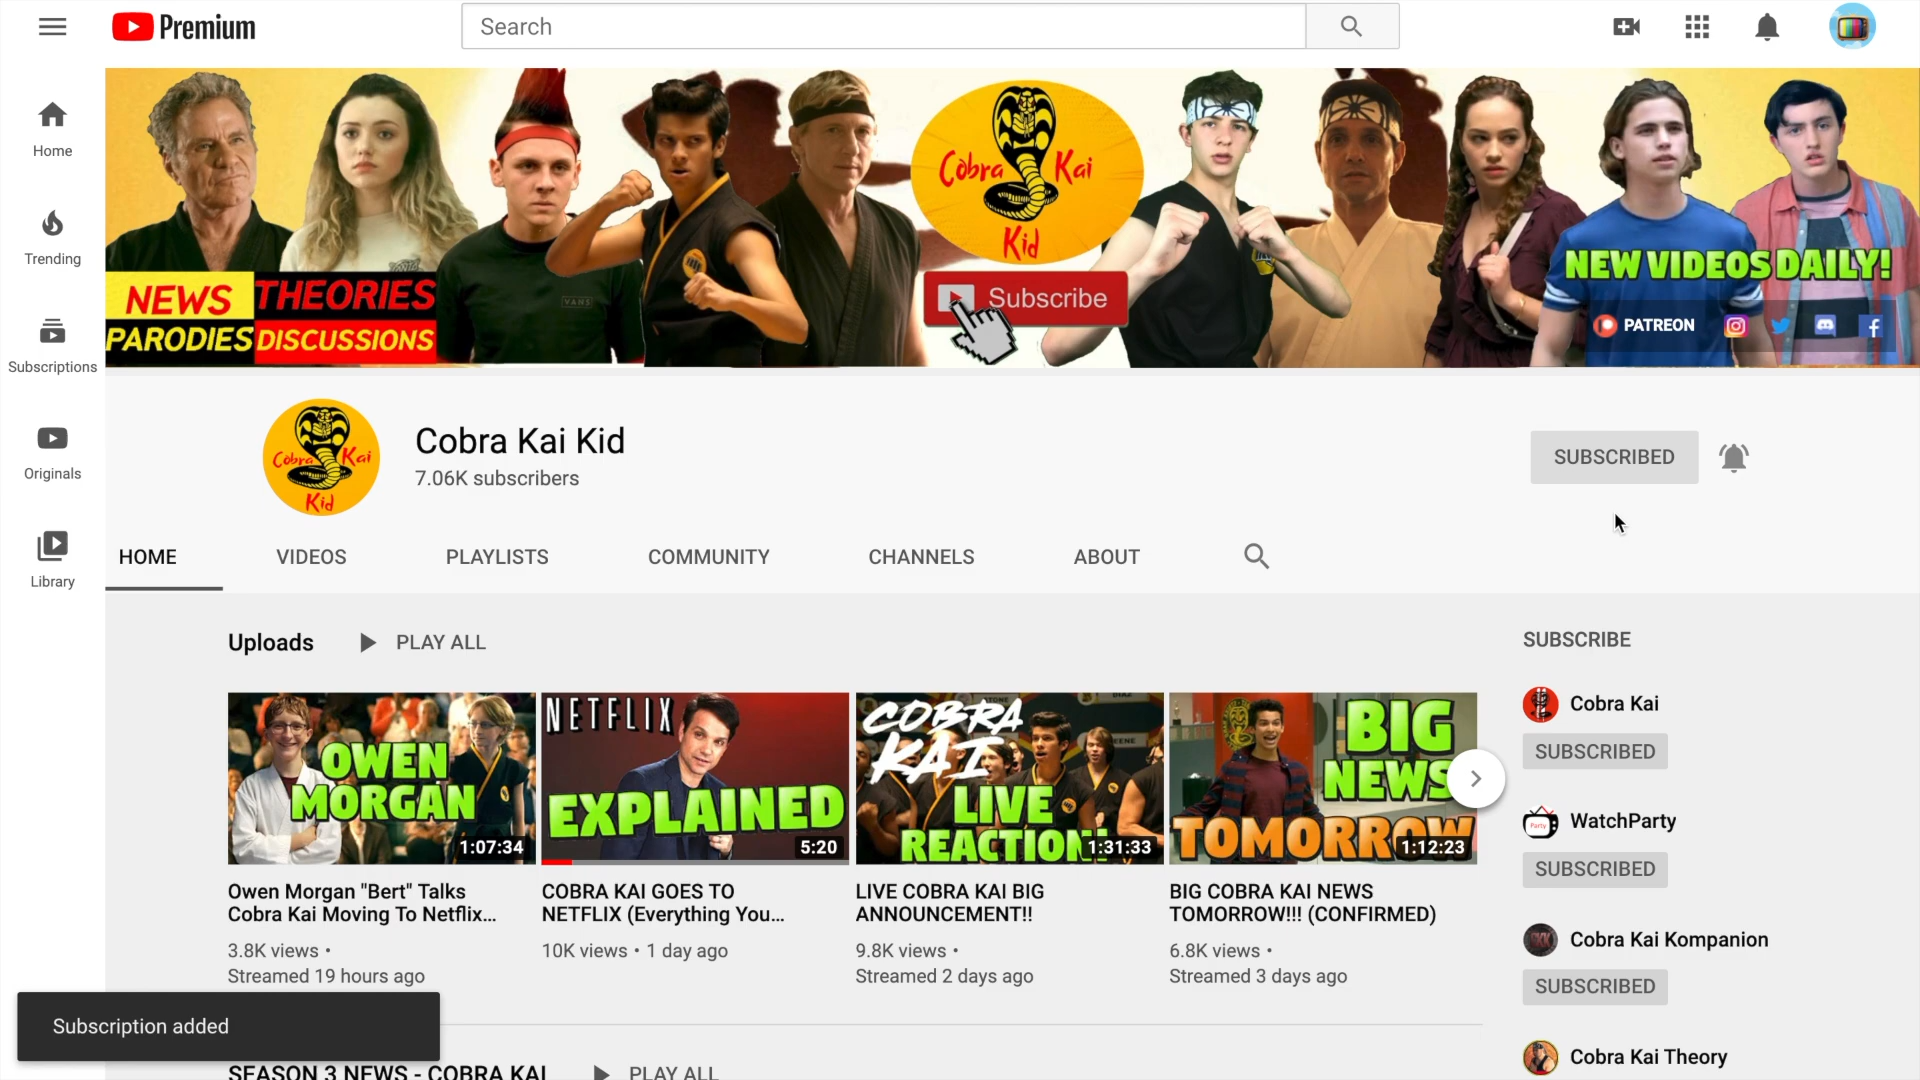 Premium
Search
Home
Trending
Subscriptions
Originals
Library
Cobra Kai
Kid
NEWS THEORIES
PARODIES DISCUSSIONS
VANS
Subscribe
NEW VIDEOS DAILY!
PATREON
Cobra Kai
Kid
Cobra Kai Kid
7.06K subscribers
SUBSCRIBED
HOME VIDEOS PLAYLISTS COMMUNITY CHANNELS ABOUT
Uploads PLAY ALL
OWEN
MORGAN
1:07:34
NETFLIX
EXPLAINED
5:20
COBRA
KAI
LIVE
REACTION!
1:31:33
BIG
NEWS
TOMORROW
1:12:23
Owen Morgan "Bert" Talks
Cobra Kai Moving To Netflix...
3.8K views •
Streamed 19 hours ago
COBRA KAI GOES TO
NETFLIX (Everything You...
10K views • 1 day ago
LIVE COBRA KAI BIG
ANNOUNCEMENT!!
9.8K views •
Streamed 2 days ago
BIG COBRA KAI NEWS
TOMORROW!!! (CONFIRMED)
6.8K views •
Streamed 3 days ago
SUBSCRIBE
Cobra Kai
SUBSCRIBED
Party
WatchParty
SUBSCRIBED
Cobra Kai Kompanion
SUBSCRIBED
Cobra Kai Theory
Subscription added
SEASON 3 NEWS - COBRA KAI PLAY ALL